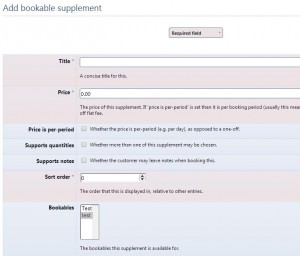 Add bookable supplement
Required field *
Title *
A concise title for this.
Price *
0.00
The price of this supplement. If 'price is per-period' is set then it is per booking period (usually this mea
off flat fee.
Price is per-period
Whether the price is per-period (e.g. per day), as opposed to a one-off.
Supports quantities
Whether more than one of this supplement may be chosen.
Supports notes
Whether the customer may leave notes when booking this.
Sort order *
0
The order that this is displayed in, relative to other entries.
Bookables
Test
test
The bookables this supplement is available for.